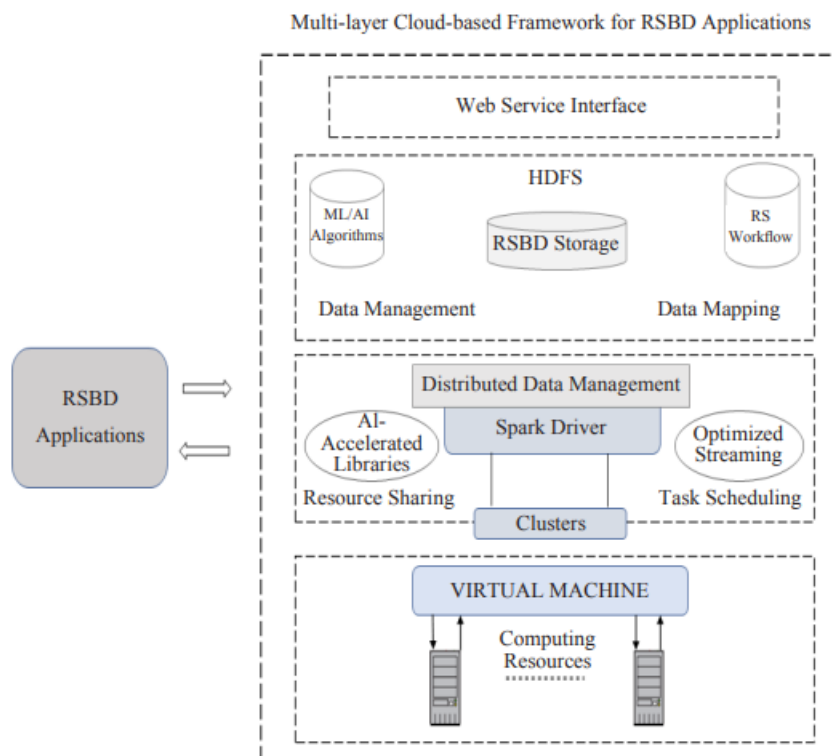 Multi-layer Cloud-based Framework for RSBD Applications
Web Service Interface
HDFS
ML/AI
Algorithms
RSBD Storage
RS
Workflow
Data Management
Data Mapping
RSBD
Applications
Distributed Data Management
AI-
Accelerated
Libraries
Spark Driver
Optimized
Streaming
Resource Sharing
Task Scheduling
Clusters
VIRTUAL MACHINE
Computing
Resources